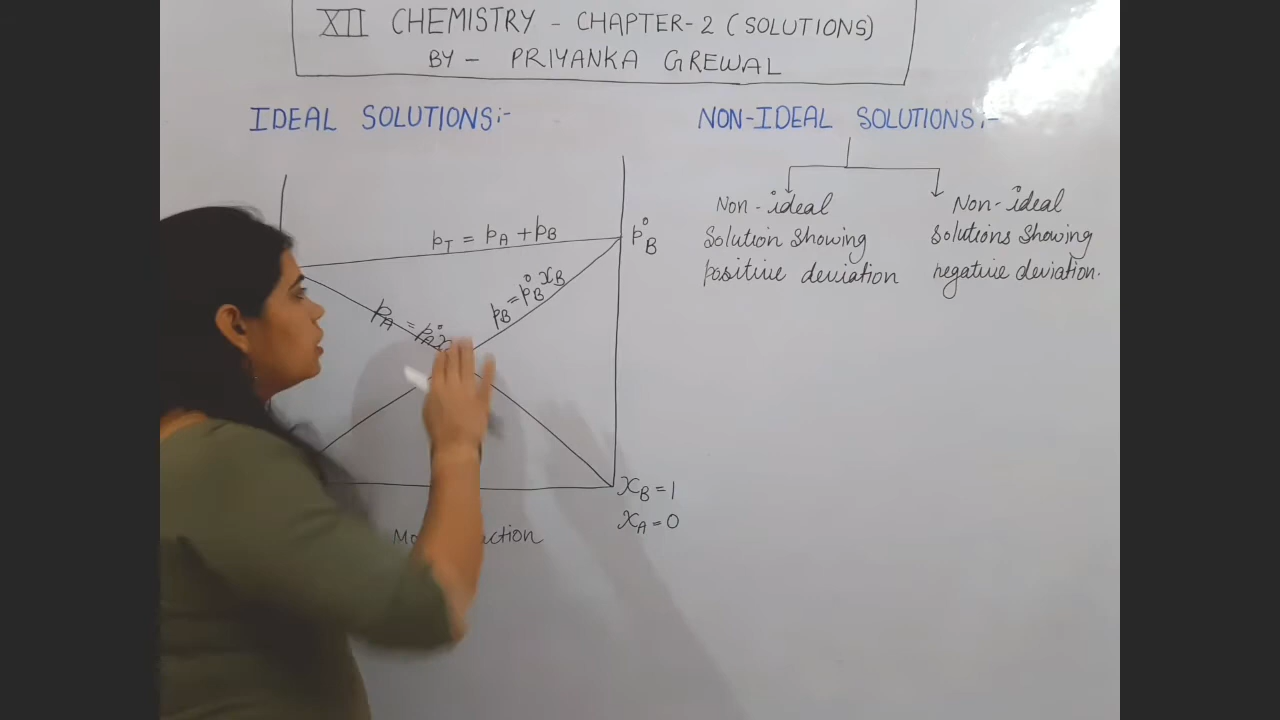 XII CHEMISTRY - CHAPTER-2 (SOLUTIONS)
BY - PRIYANKA GREWAL
IDEAL SOLUTIONS:-
pT = pA + pB
p°B
pB = p°B xB
pA = p°A x
xB = 1
xA = 0
NON-IDEAL SOLUTIONS:-
Non-ideal
Solution showing
positive deviation
Non-ideal
Solutions showing
negative deviation.